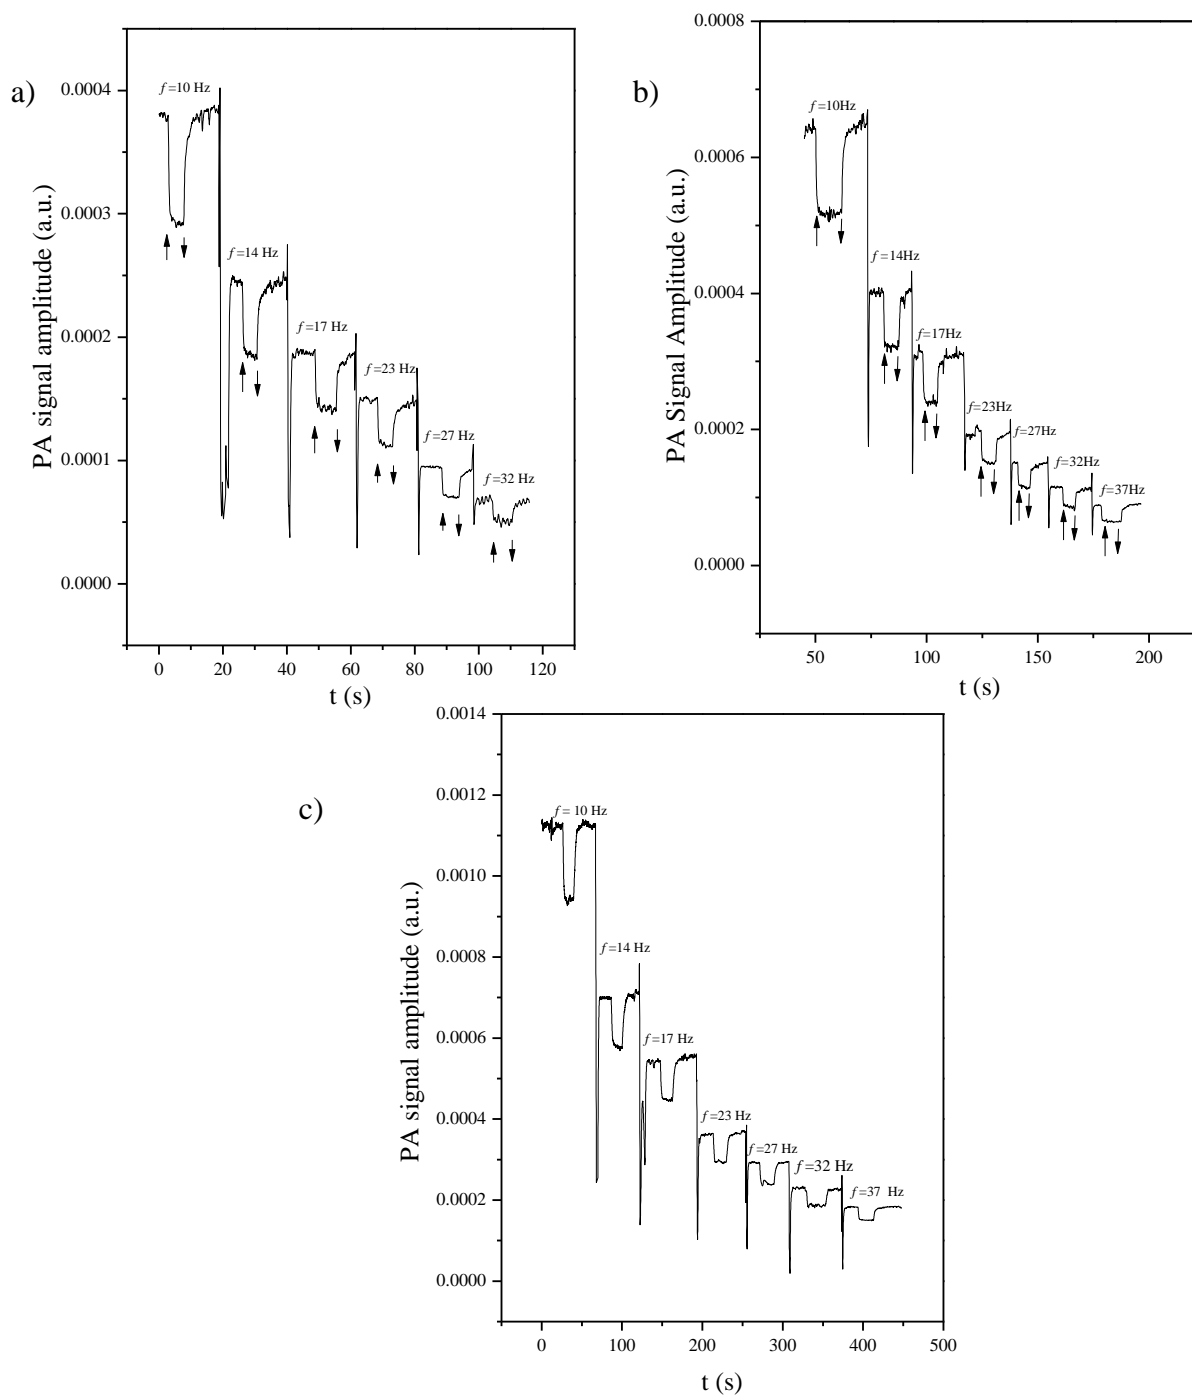 a)
PA signal amplitude (a.u.)
0.0004
0.0003
0.0002
0.0001
0.0000
f=10 Hz
f=14 Hz
f=17 Hz
f=23 Hz
f=27 Hz
f=32 Hz
0 20 40 60 80 100 120
t (s)
b)
PA Signal Amplitude (a.u.)
0.0008
0.0006
0.0004
0.0002
0.0000
f=10Hz
f=14Hz
f=17Hz
f=23Hz
f=27Hz
f=32Hz
f=37Hz
50 100 150 200
t (s)
c)
PA signal amplitude (a.u.)
0.0014
0.0012
0.0010
0.0008
0.0006
0.0004
0.0002
0.0000
f= 10 Hz
f=14 Hz
f=17 Hz
f=23 Hz
f=27 Hz
f=32 Hz
f=37 Hz
0 100 200 300 400 500
t (s)